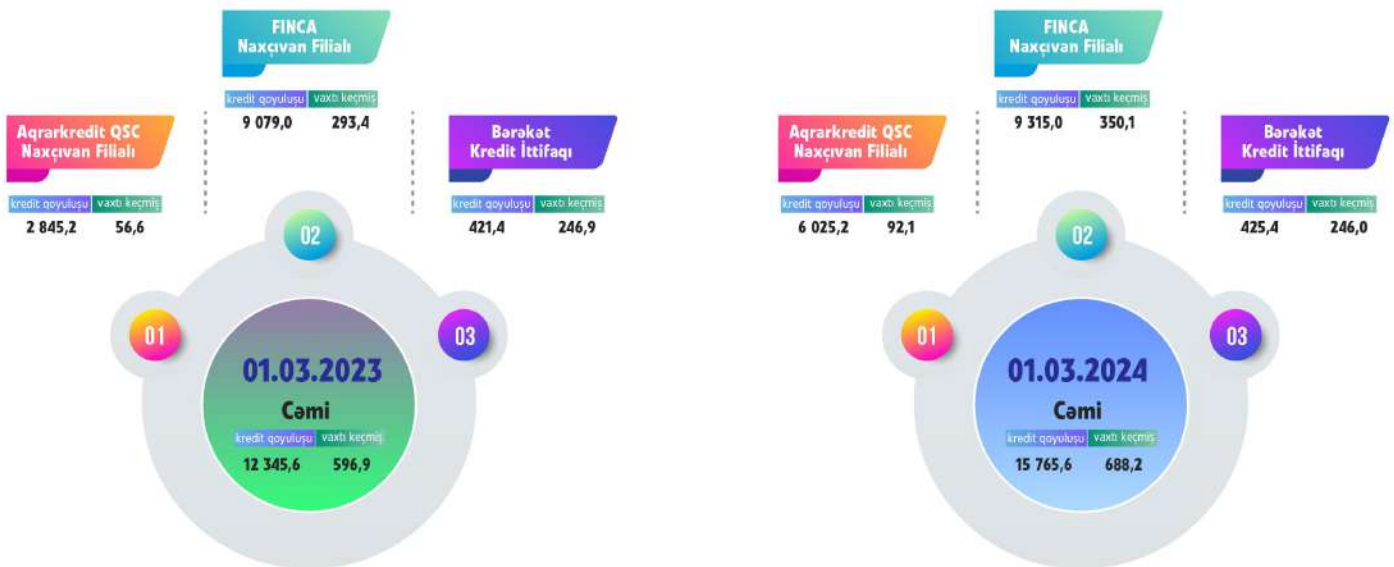 FINCA
Naxçıvan Filialı
kredit qoyuluşu vaxtı keçmiş
9 079,0 293,4
Aqrarkredit QSC
Naxçıvan Filialı
kredit qoyuluşu vaxtı keçmiş
2 845,2 56,6
Bərəkət
Kredit İttifaqı
kredit qoyuluşu vaxtı keçmiş
421,4 246,9
02
01
03
01.03.2023
Cəmi
kredit qoyuluşu vaxtı keçmiş
12 345,6 596,9
FINCA
Naxçıvan Filialı
kredit qoyuluşu vaxtı keçmiş
9 315,0 350,1
Aqrarkredit QSC
Naxçıvan Filialı
kredit qoyuluşu vaxtı keçmiş
6 025,2 92,1
Bərəkət
Kredit İttifaqı
kredit qoyuluşu vaxtı keçmiş
425,4 246,0
02
01
03
01.03.2024
Cəmi
kredit qoyuluşu vaxtı keçmiş
15 765,6 688,2